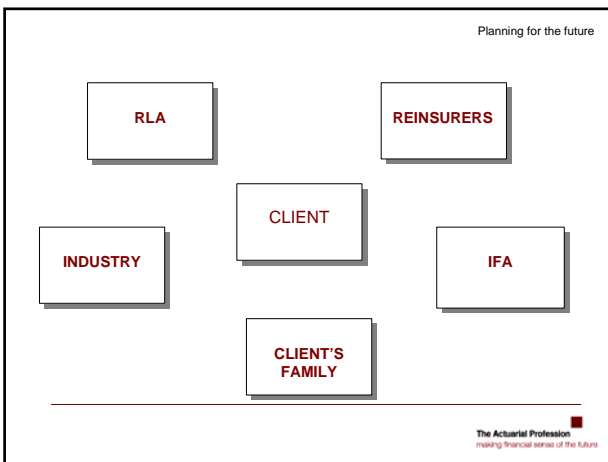 Planning for the future
RLA
REINSURERS
CLIENT
INDUSTRY
IFA
CLIENT'S
FAMILY
The Actuarial Profession
making financial sense of the future